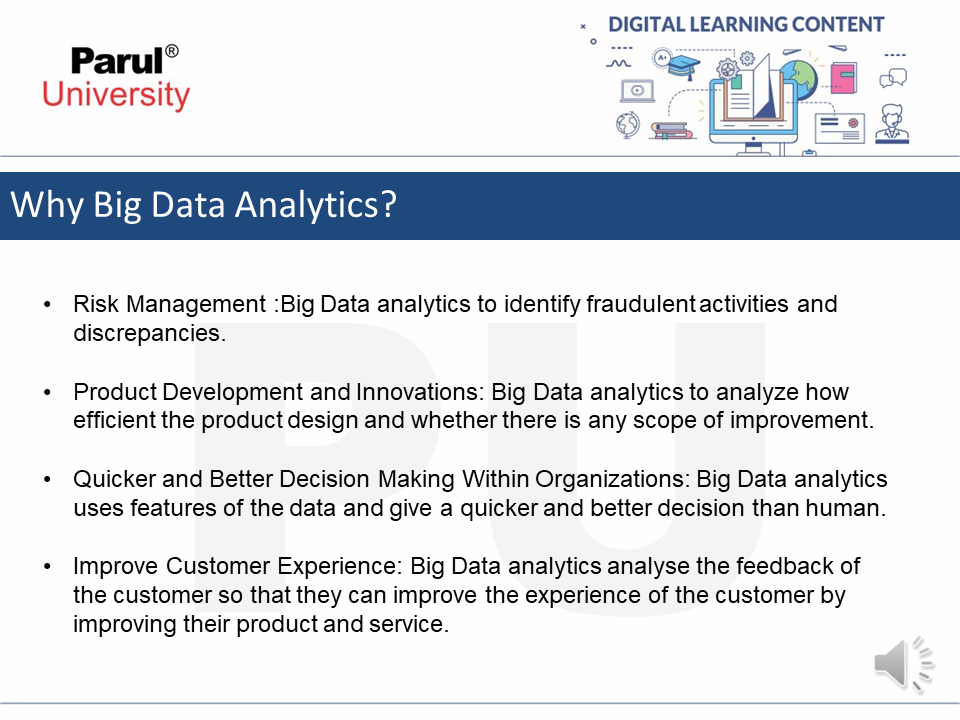 DIGITAL LEARNING CONTENT
Parul®
University
A+
Why Big Data Analytics?
• Risk Management :Big Data analytics to identify fraudulent activities and
discrepancies.
• Product Development and Innovations: Big Data analytics to analyze how
efficient the product design and whether there is any scope of improvement.
• Quicker and Better Decision Making Within Organizations: Big Data analytics
uses features of the data and give a quicker and better decision than human.
• Improve Customer Experience: Big Data analytics analyse the feedback of
the customer so that they can improve the experience of the customer by
improving their product and service.
PU